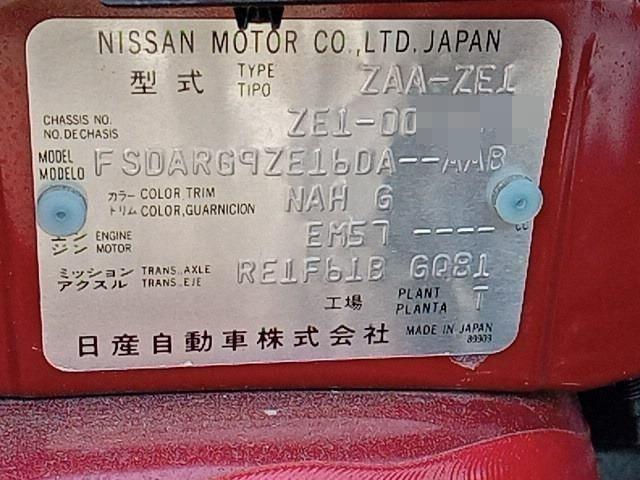 NISSAN MOTOR CO.,LTD. JAPAN
型式 TYPE TIPO ZAA-ZE1
CHASSIS NO. NO. DE CHASIS ZE1-00
MODEL MODELO FSDARG9ZE16DA--AAB
カラー トリム COLOR, TRIM COLOR, GUARNICION NAH G
エンジン ENGINE MOTOR EM57 ---- cc
ミッション アクスル TRANS., AXLE TRANS., EJE RE1F61B GQ81
工場 PLANT PLANTA T
日産自動車株式会社 MADE IN JAPAN
89903